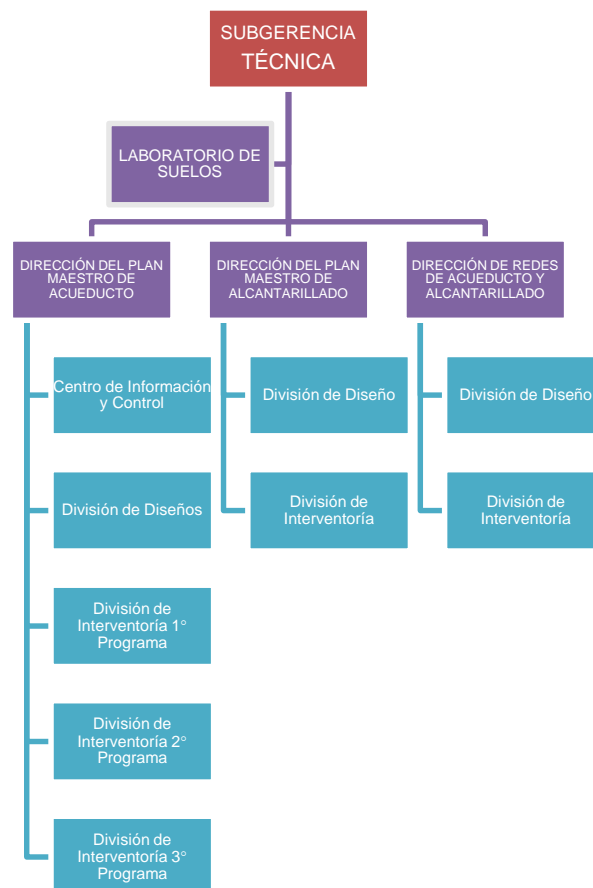 SUBGERENCIA
TÉCNICA
LABORATORIO DE
SUELOS
DIRECCIÓN DEL PLAN
MAESTRO DE
ACUEDUCTO
DIRECCIÓN DEL PLAN
MAESTRO DE
ALCANTARILLADO
DIRECCIÓN DE REDES
DE ACUEDUCTO Y
ALCANTARILLADO
Centro de Información
y Control
División de Diseños
División de
Interventoría 1°
Programa
División de
Interventoría 2°
Programa
División de
Interventoría 3°
Programa
División de Diseño
División de
Interventoría
División de Diseño
División de
Interventoría